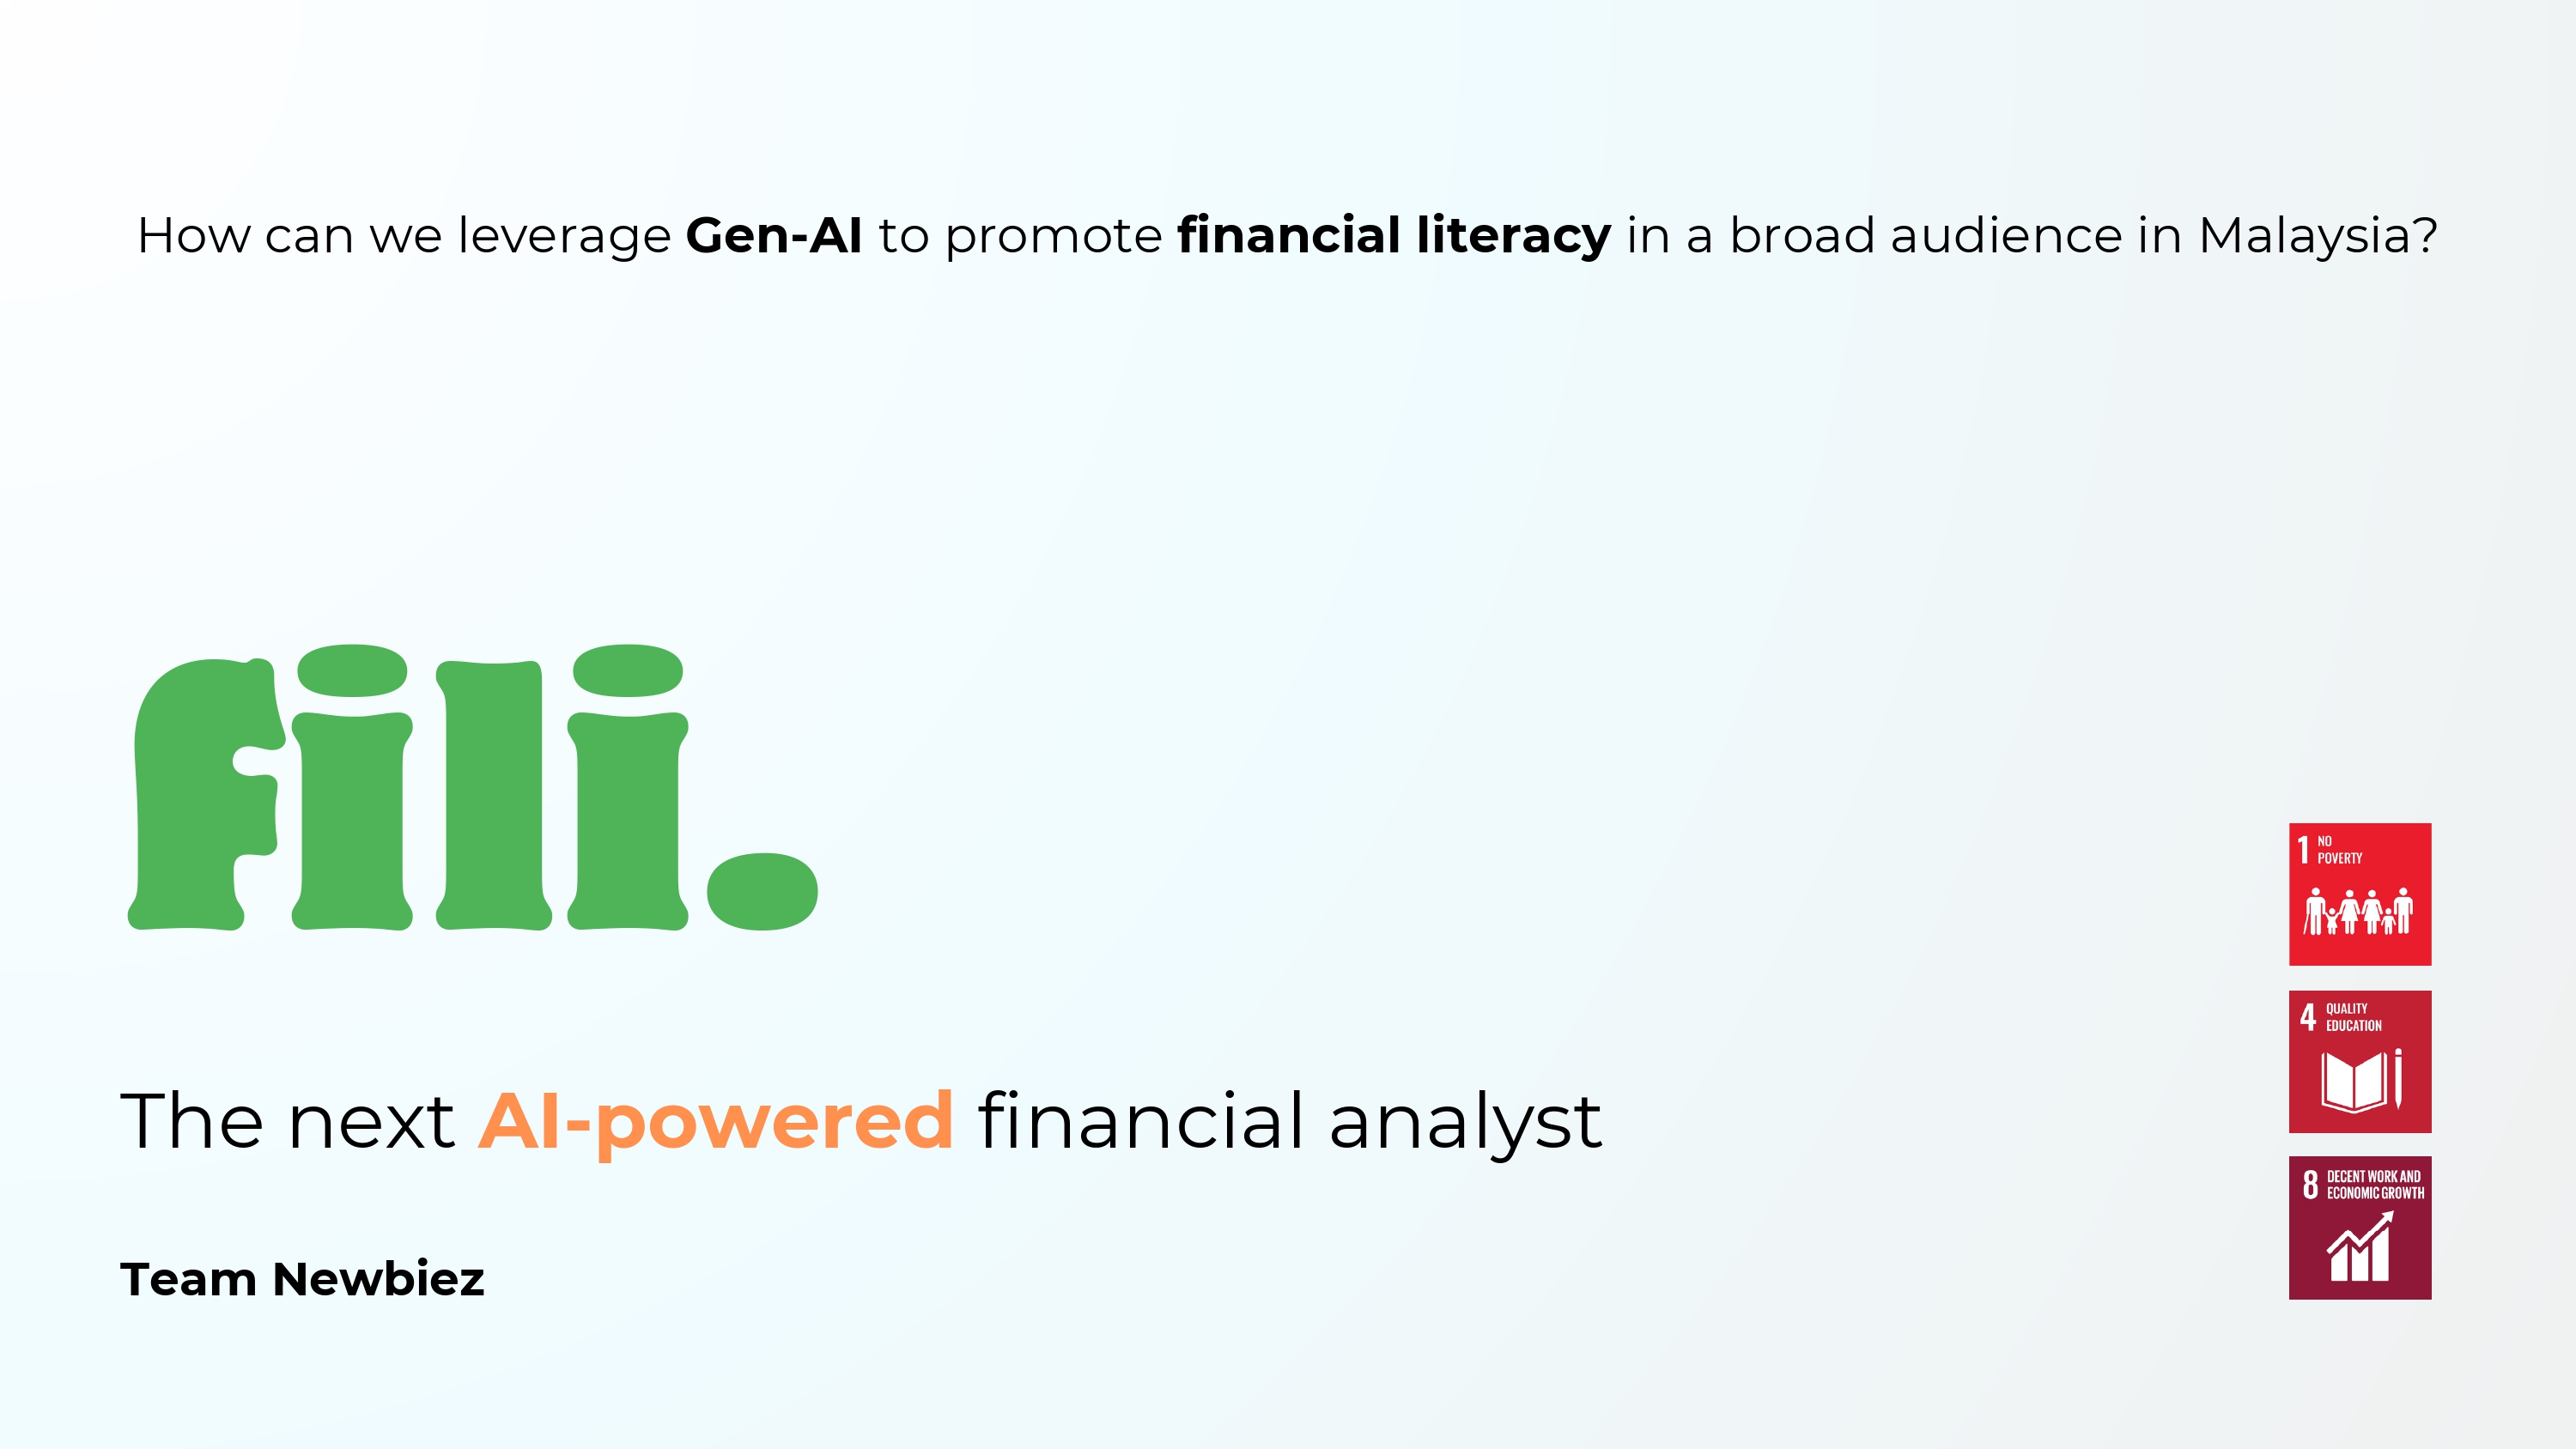 How can we leverage Gen-AI to promote financial literacy in a broad audience in Malaysia?
fili.
The next AI-powered financial analyst
Team Newbiez
1 NO
POVERTY
4 QUALITY
EDUCATION
8 DECENT WORK AND
ECONOMIC GROWTH